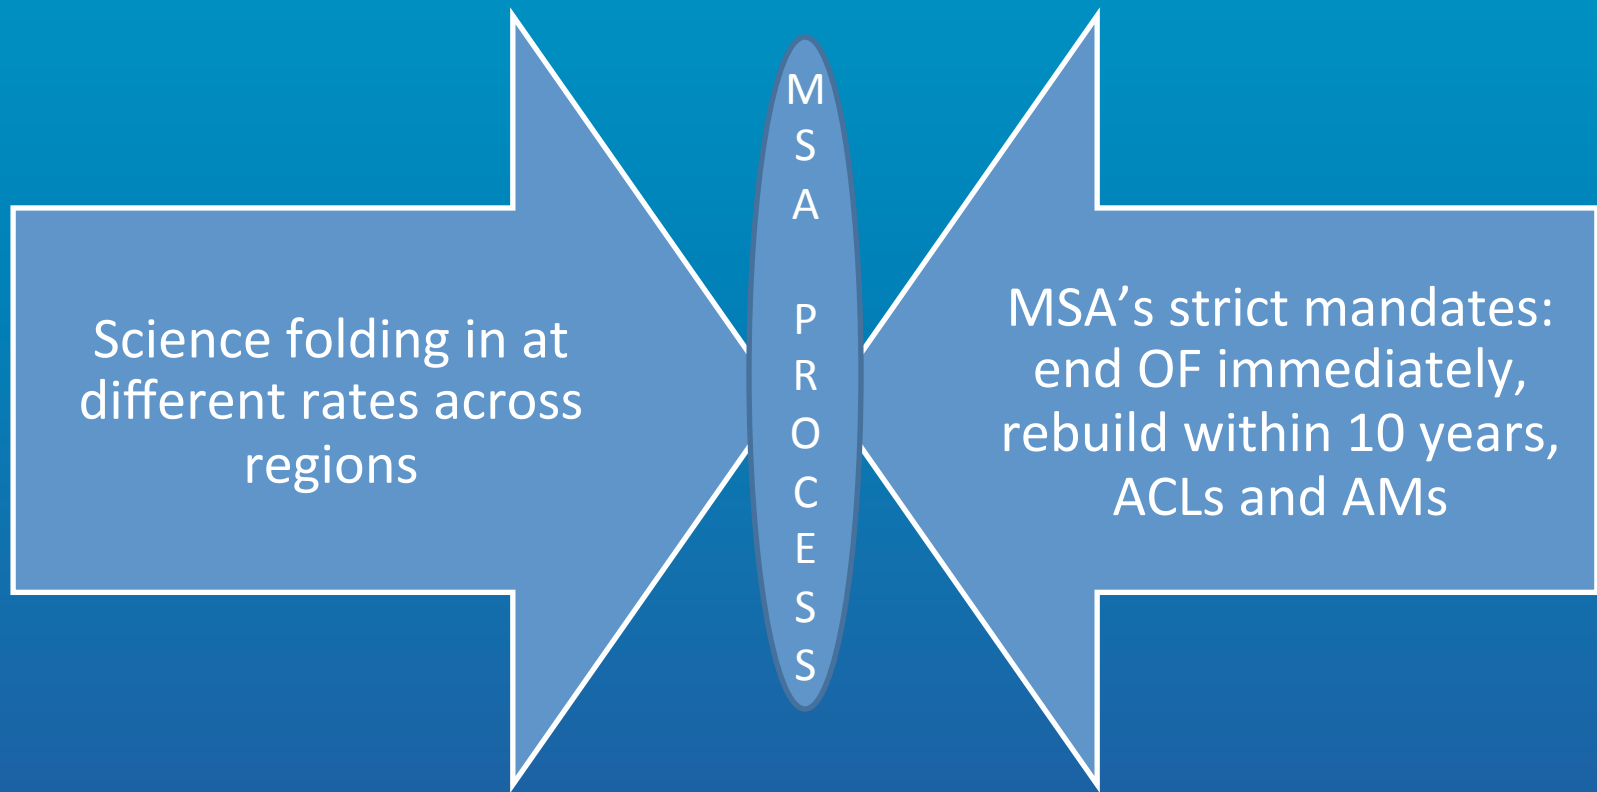 Science folding in at
different rates across
regions
M
S
A
P
R
O
C
E
S
S
MSA’s strict mandates:
end OF immediately,
rebuild within 10 years,
ACLs and AMs